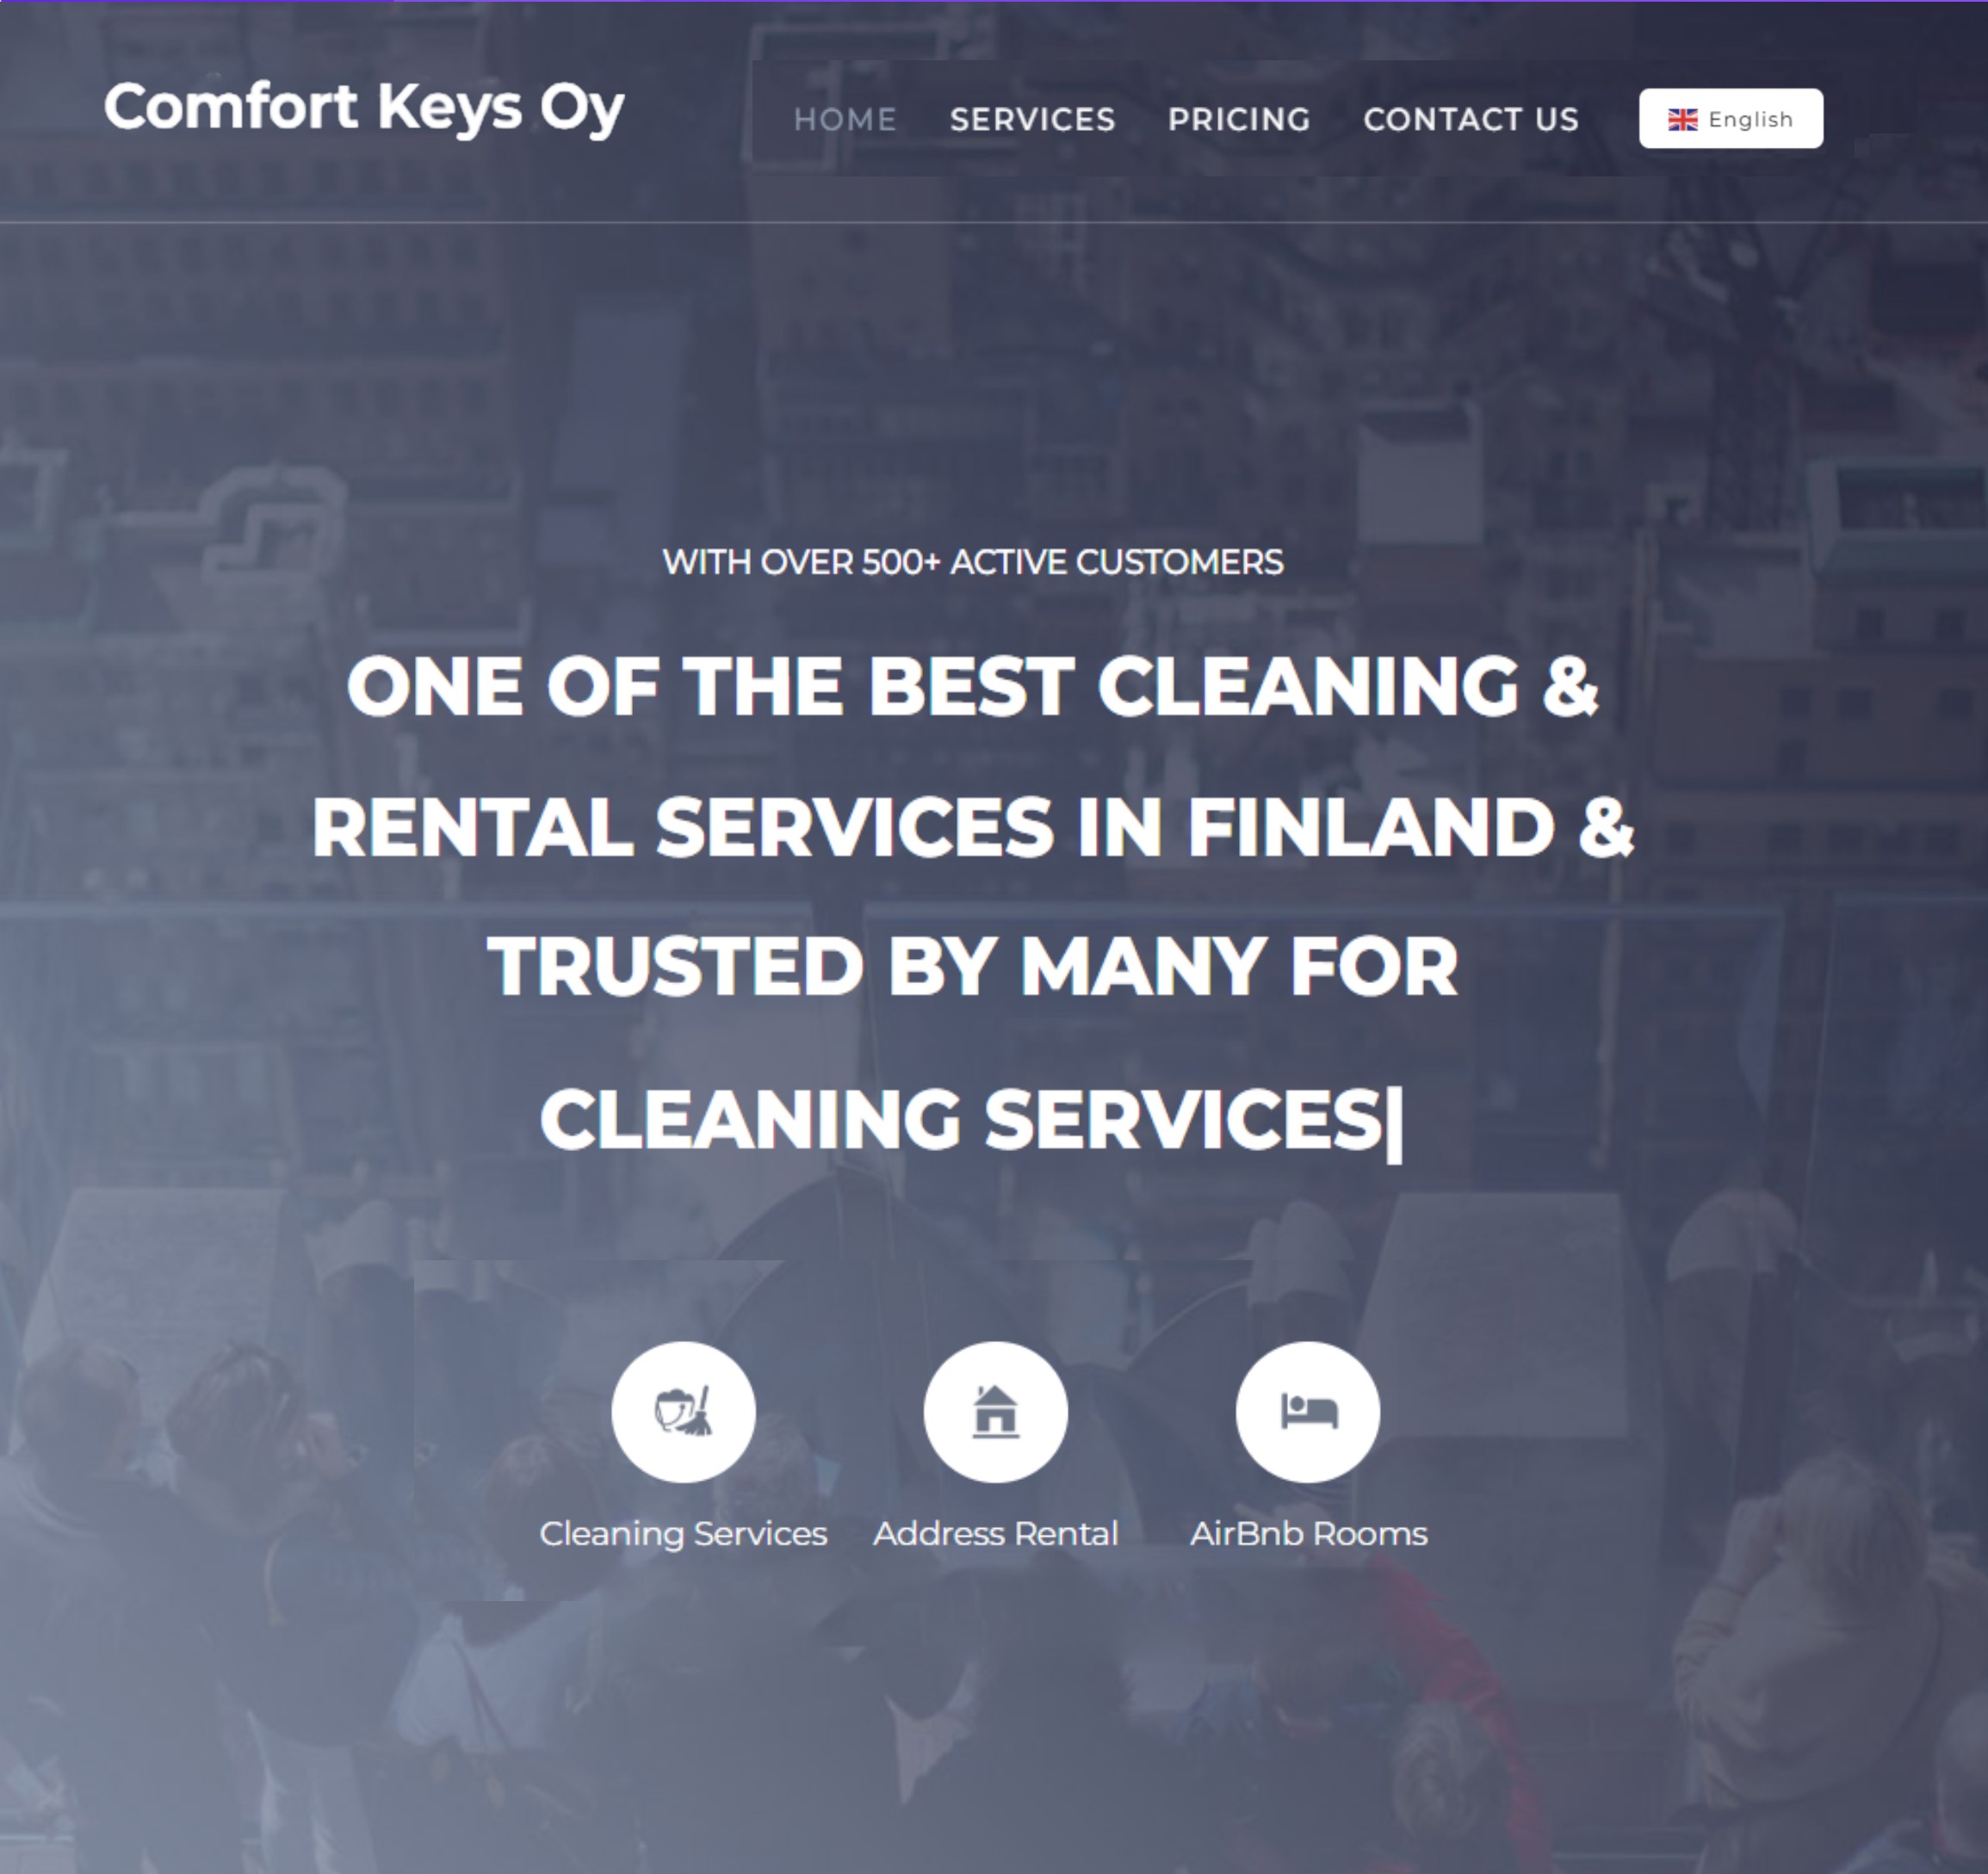 Comfort Keys Oy
HOME SERVICES PRICING CONTACT US English
WITH OVER 500+ ACTIVE CUSTOMERS
ONE OF THE BEST CLEANING &
RENTAL SERVICES IN FINLAND &
TRUSTED BY MANY FOR
CLEANING SERVICES|
Cleaning Services Address Rental AirBnb Rooms